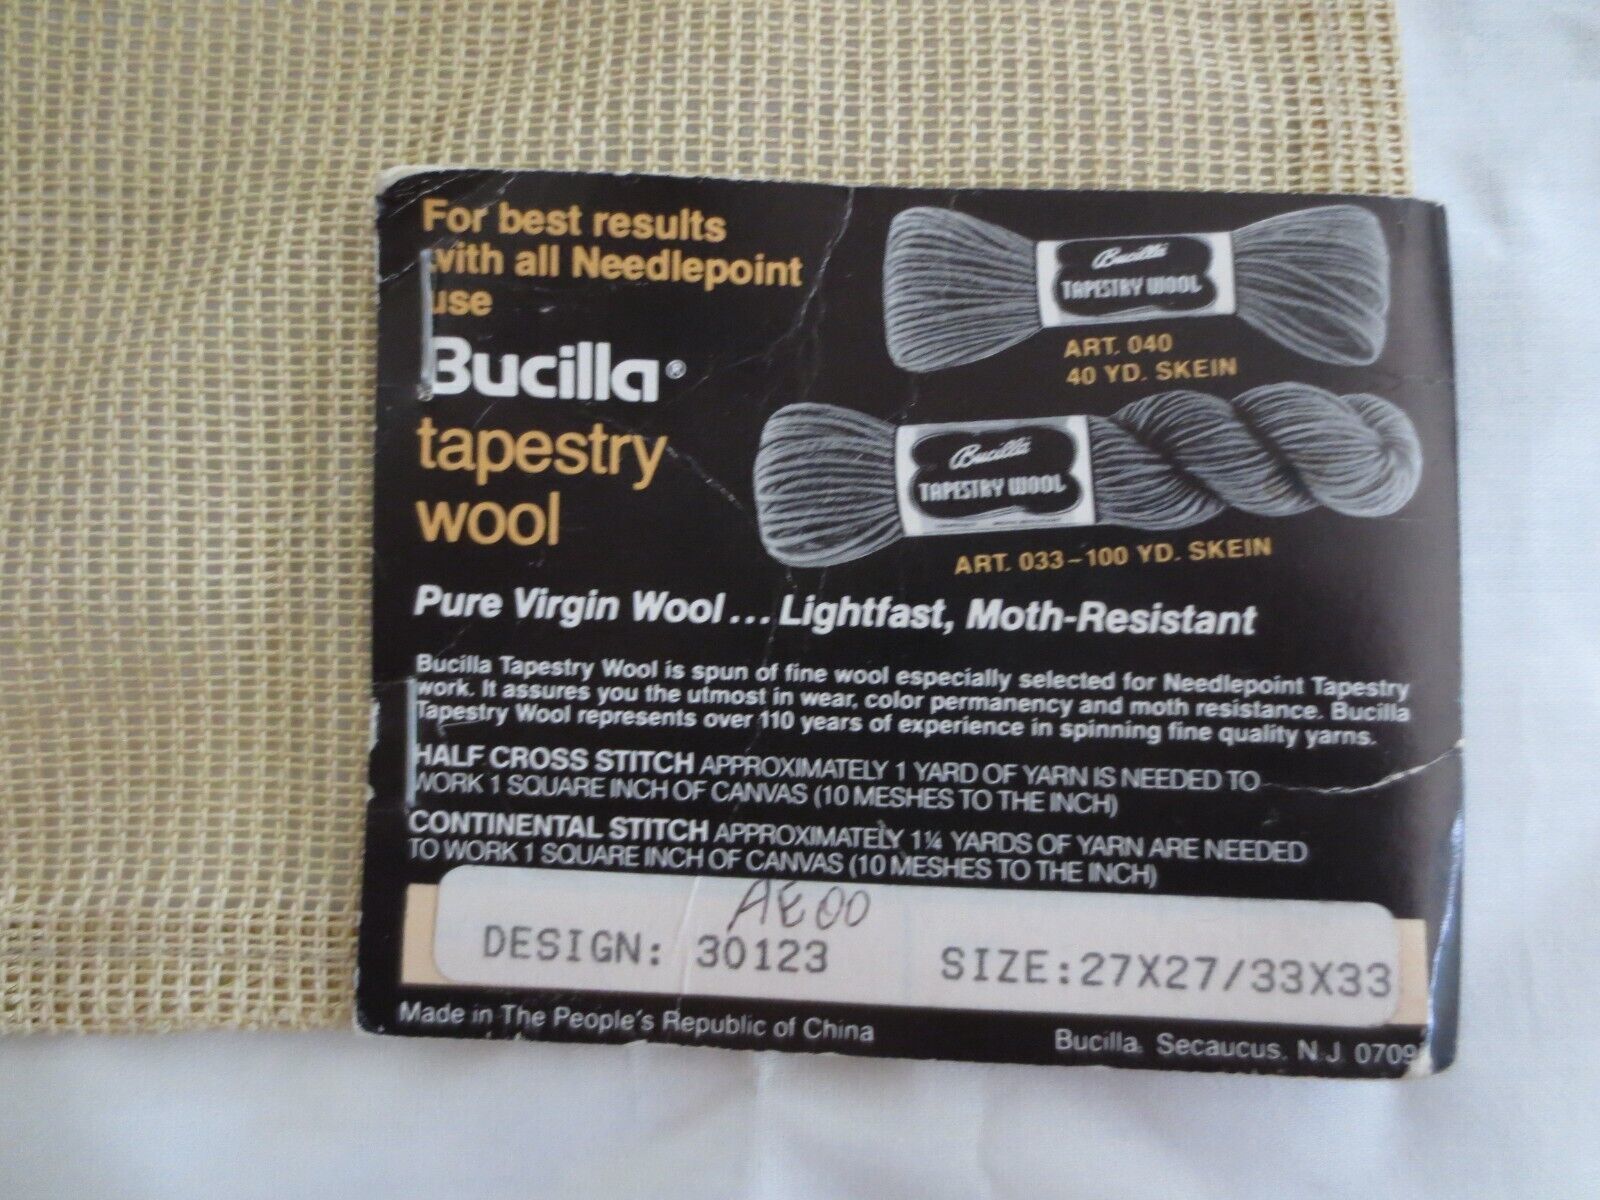 For best results
with all Needlepoint
use
Bucilla®
tapestry
wool
Bucilla
TAPESTRY WOOL
ART. 040
40 YD. SKEIN
Bucilla
TAPESTRY WOOL
ART. 033-100 YD. SKEIN
Pure Virgin Wool... Lightfast, Moth-Resistant
Bucilla Tapestry Wool is spun of fine wool especially selected for Needlepoint Tapestry
work. It assures you the utmost in wear, color permanency and moth resistance. Bucilla
Tapestry Wool represents over 110 years of experience in spinning fine quality yarns.
HALF CROSS STITCH APPROXIMATELY 1 YARD OF YARN IS NEEDED TO
WORK 1 SQUARE INCH OF CANVAS (10 MESHES TO THE INCH)
CONTINENTAL STITCH APPROXIMATELY 1¼ YARDS OF YARN ARE NEEDED
TO WORK 1 SQUARE INCH OF CANVAS (10 MESHES TO THE INCH)
AE00
DESIGN: 30123 SIZE:27X27/33X33
Made in The People's Republic of China
Bucilla, Secaucus, N.J.